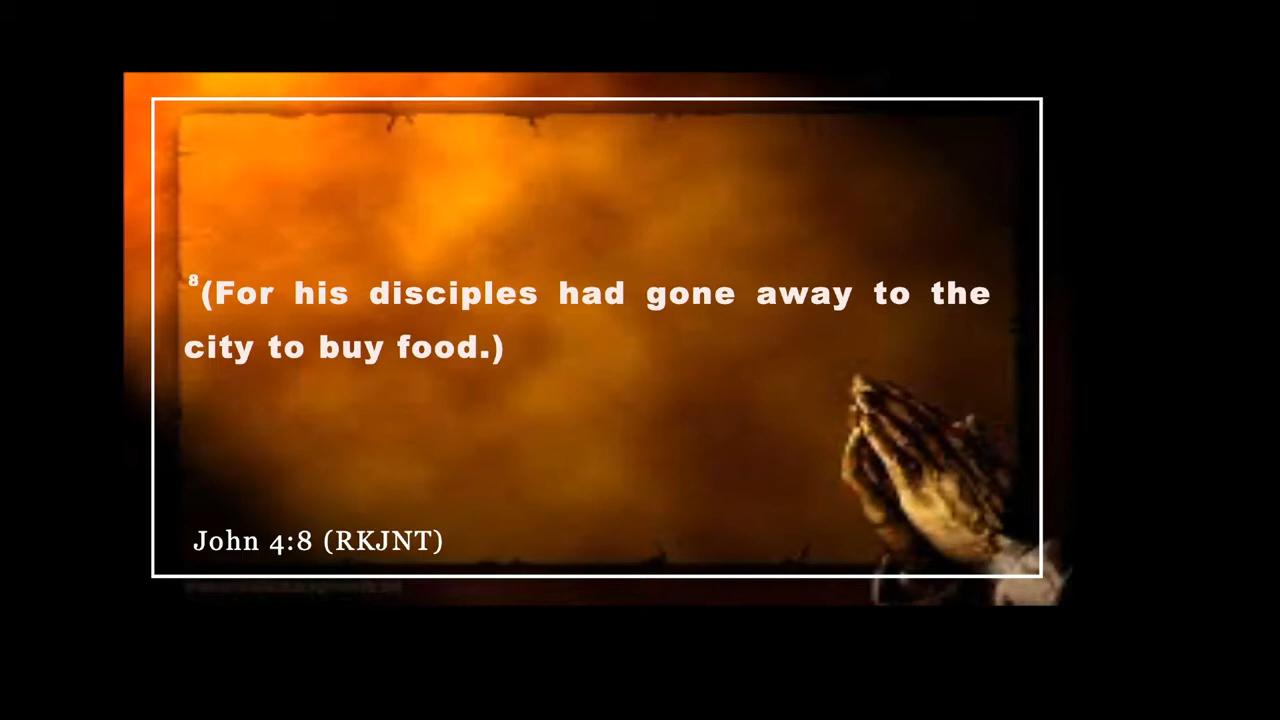 ⁸(For his disciples had gone away to the
city to buy food.)
John 4:8 (RKJNT)